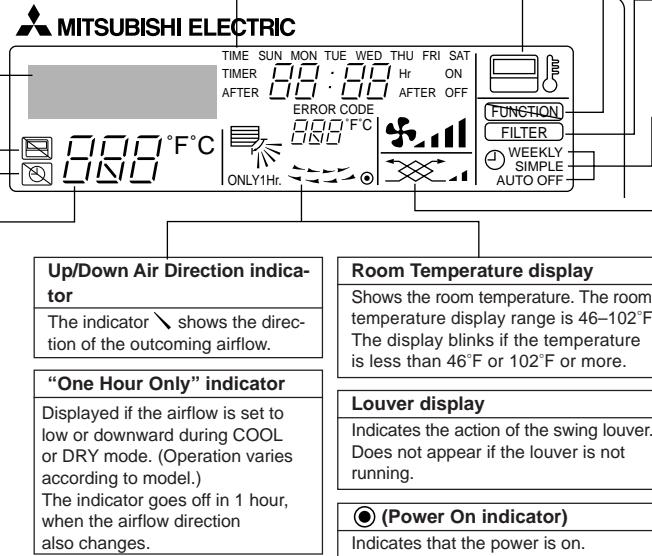 MITSUBISHI ELECTRIC
TIME SUN MON TUE WED THU FRI SAT
TIMER Hr ON
AFTER AFTER OFF
ERROR CODE
°F°C
°F°C
ONLY1Hr.
FUNCTION
FILTER
WEEKLY
SIMPLE
AUTO OFF
Up/Down Air Direction indica-
tor
The indicator shows the direc-
tion of the outcoming airflow.
“One Hour Only” indicator
Displayed if the airflow is set to
low or downward during COOL
or DRY mode. (Operation varies
according to model.)
The indicator goes off in 1 hour,
when the airflow direction
also changes.
Room Temperature display
Shows the room temperature. The room
temperature display range is 46–102°F
The display blinks if the temperature
is less than 46°F or 102°F or more.
Louver display
Indicates the action of the swing louver.
Does not appear if the louver is not
running.
(Power On indicator)
Indicates that the power is on.